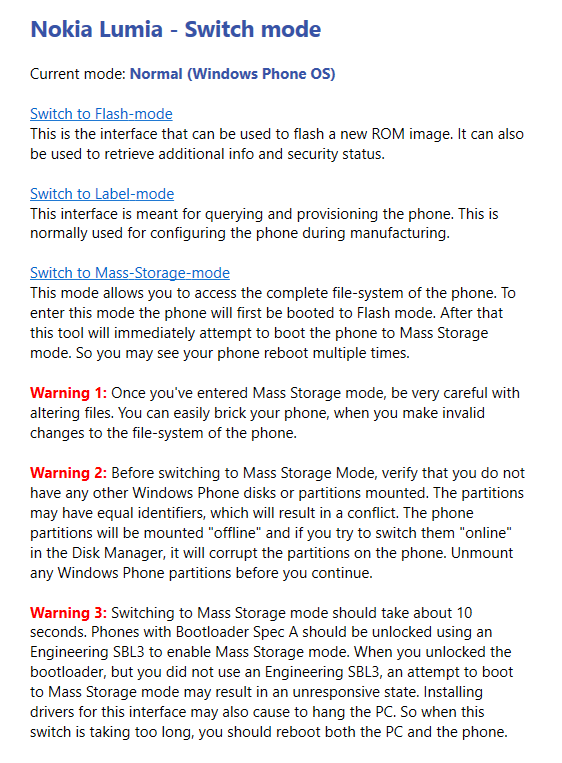 Nokia Lumia - Switch mode
Current mode: Normal (Windows Phone OS)
Switch to Flash-mode
This is the interface that can be used to flash a new ROM image. It can also
be used to retrieve additional info and security status.
Switch to Label-mode
This interface is meant for querying and provisioning the phone. This is
normally used for configuring the phone during manufacturing.
Switch to Mass-Storage-mode
This mode allows you to access the complete file-system of the phone. To
enter this mode the phone will first be booted to Flash mode. After that
this tool will immediately attempt to boot the phone to Mass Storage
mode. So you may see your phone reboot multiple times.
Warning 1: Once you've entered Mass Storage mode, be very careful with
altering files. You can easily brick your phone, when you make invalid
changes to the file-system of the phone.
Warning 2: Before switching to Mass Storage Mode, verify that you do not
have any other Windows Phone disks or partitions mounted. The partitions
may have equal identifiers, which will result in a conflict. The phone
partitions will be mounted "offline" and if you try to switch them "online"
in the Disk Manager, it will corrupt the partitions on the phone. Unmount
any Windows Phone partitions before you continue.
Warning 3: Switching to Mass Storage mode should take about 10
seconds. Phones with Bootloader Spec A should be unlocked using an
Engineering SBL3 to enable Mass Storage mode. When you unlocked the
bootloader, but you did not use an Engineering SBL3, an attempt to boot
to Mass Storage mode may result in an unresponsive state. Installing
drivers for this interface may also cause to hang the PC. So when this
switch is taking too long, you should reboot both the PC and the phone.